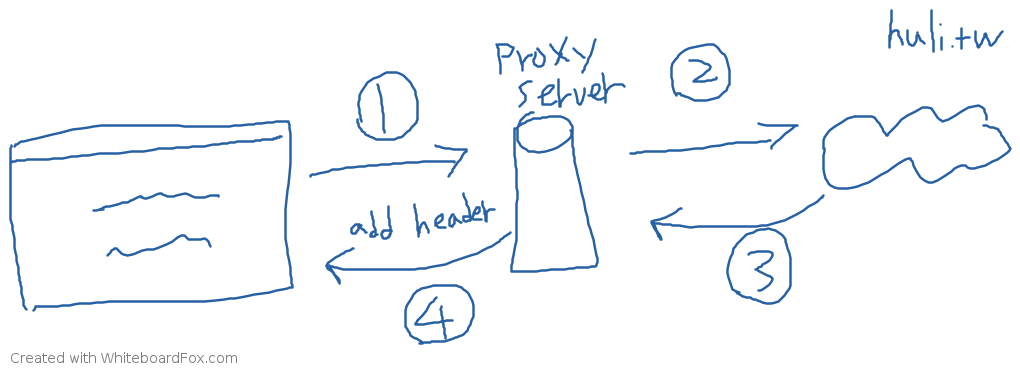 huli.tw
Proxy
server
1
2
add header
3
4
Created with WhiteboardFox.com